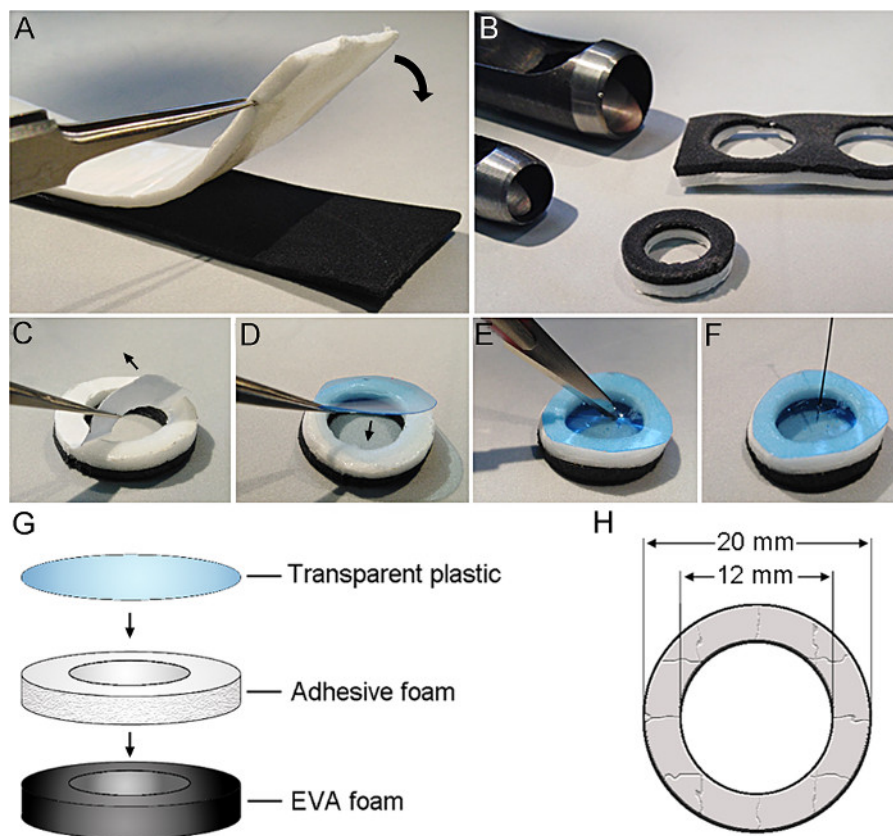 A
B
C
D
E
F
G
Transparent plastic
Adhesive foam
EVA foam
H
20 mm
12 mm